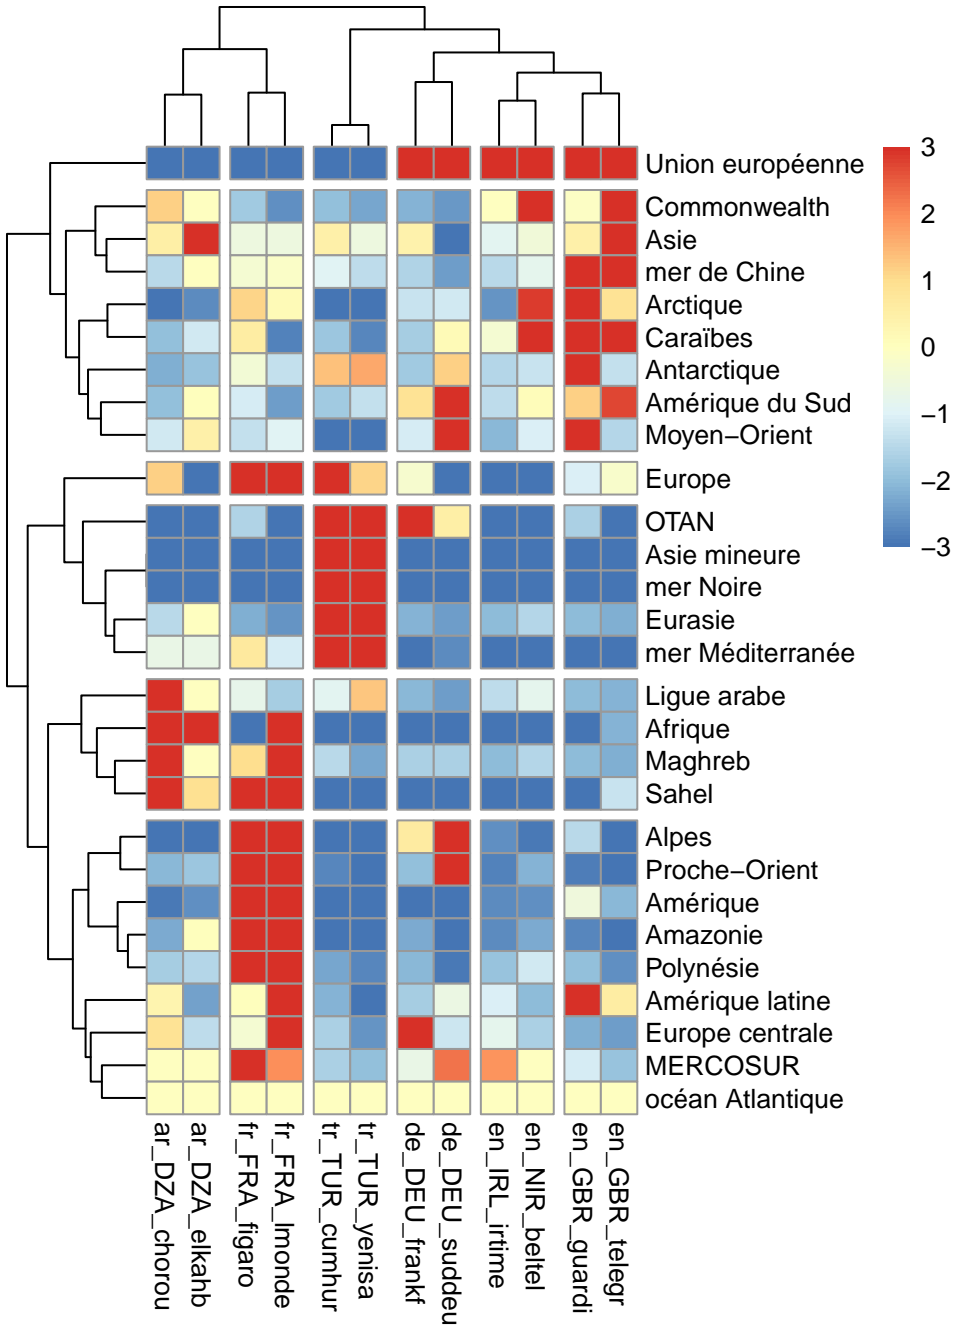 Union européenne
Commonwealth
Asie
mer de Chine
Arctique
Caraïbes
Antarctique
Amérique du Sud
Moyen−Orient
Europe
OTAN
Asie mineure
mer Noire
Eurasie
mer Méditerranée
Ligue arabe
Afrique
Maghreb
Sahel
Alpes
Proche−Orient
Amérique
Amazonie
Polynésie
Amérique latine
Europe centrale
MERCOSUR
océan Atlantique
3
2
1
0
−1
−2
−3
ar_DZA_chorou
ar_DZA_elkahb
fr_FRA_figaro
fr_FRA_lmonde
tr_TUR_cumhur
tr_TUR_yenisa
de_DEU_frankf
de_DEU_suddeu
en_IRL_irtime
en_NIR_beltel
en_GBR_guardi
en_GBR_telegr